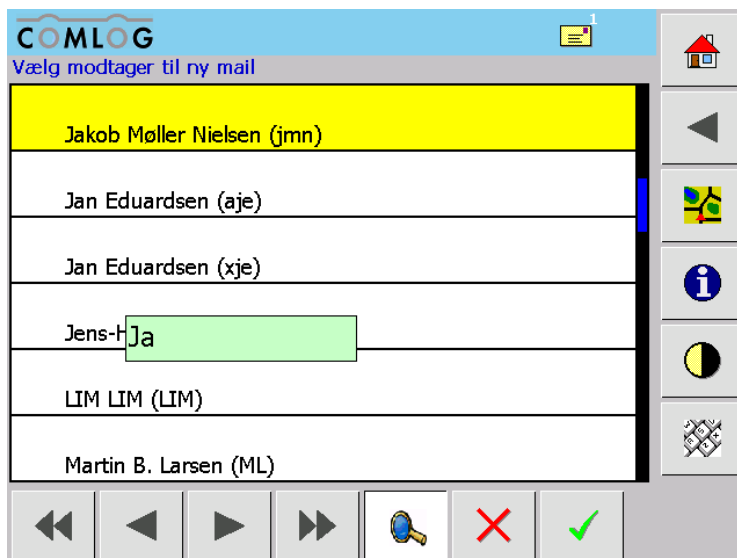 COMLOG
1
Vælg modtager til ny mail
Jakob Møller Nielsen (jmn)
Jan Eduardsen (aje)
Jan Eduardsen (xje)
Jens-H
Ja
LIM LIM (LIM)
Martin B. Larsen (ML)